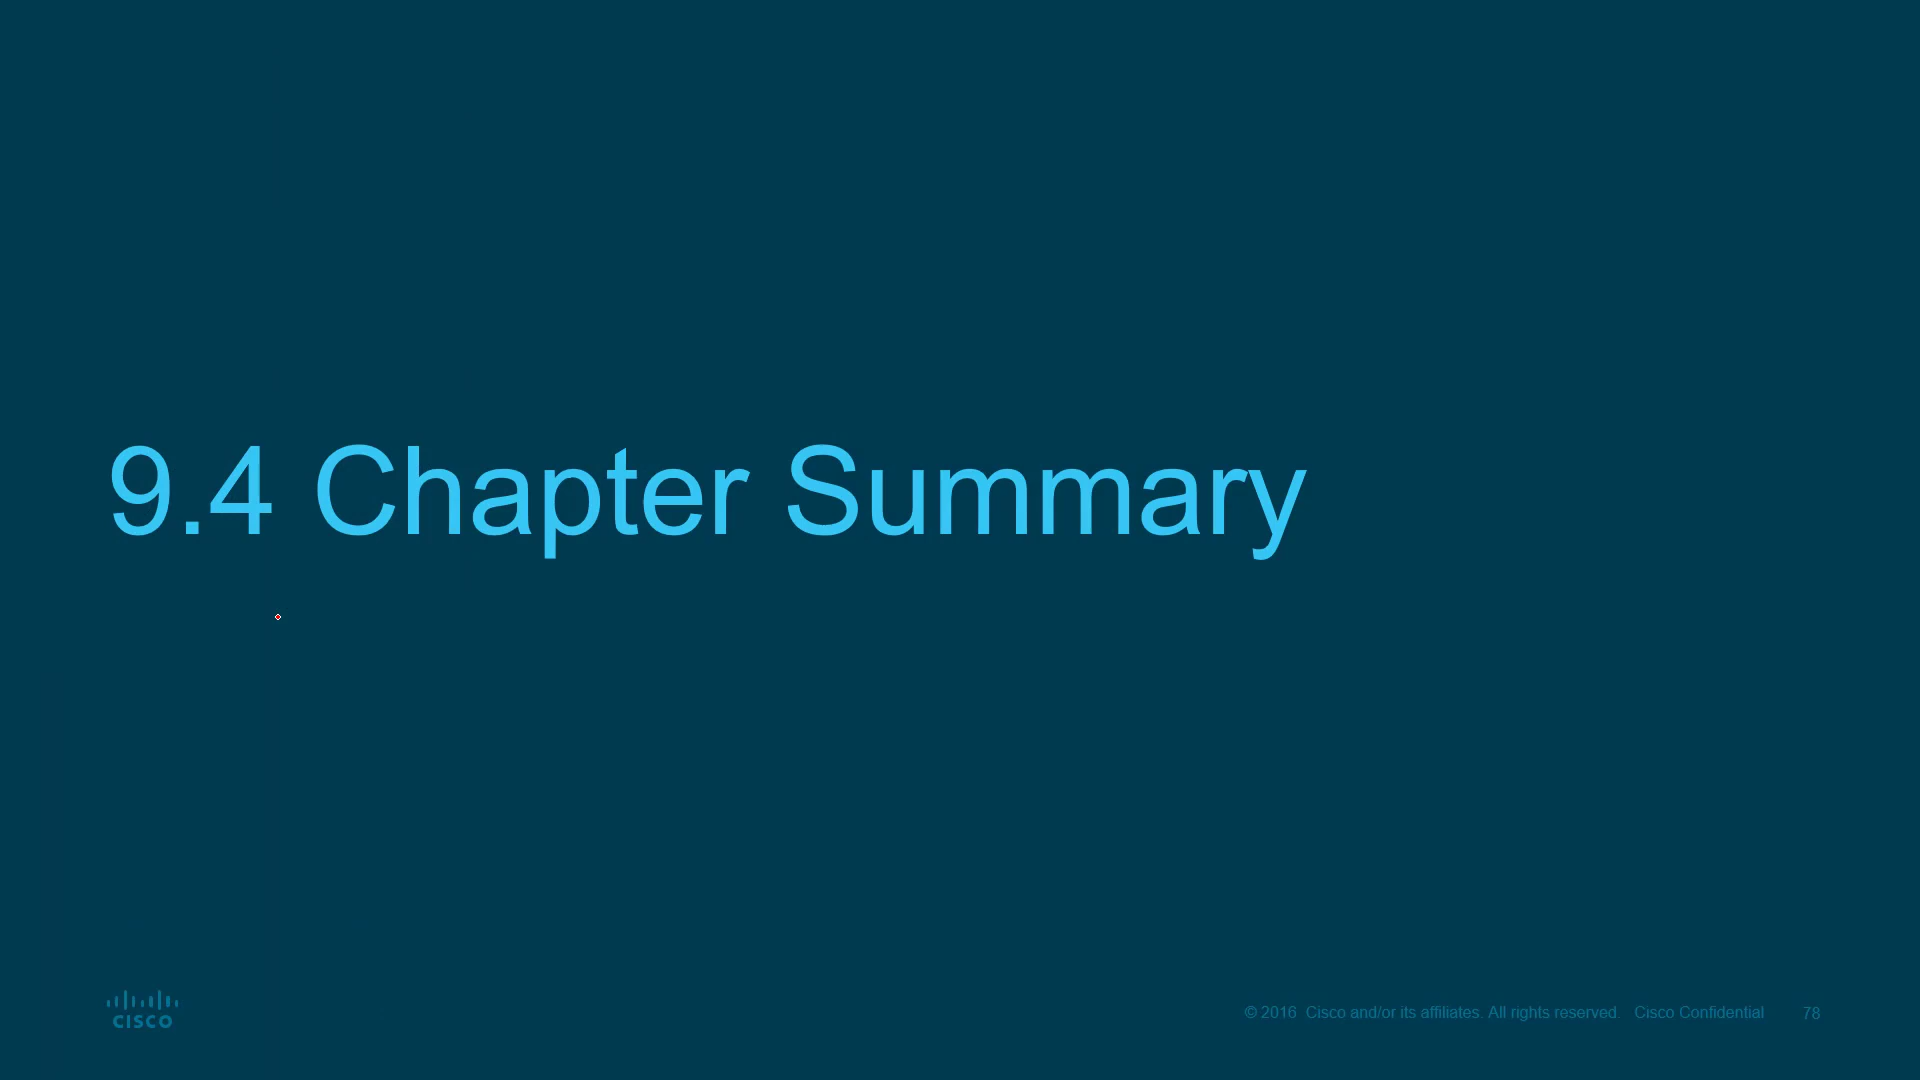 9.4 Chapter Summary
CISCO
© 2016 Cisco and/or its affiliates. All rights reserved. Cisco Confidential 78